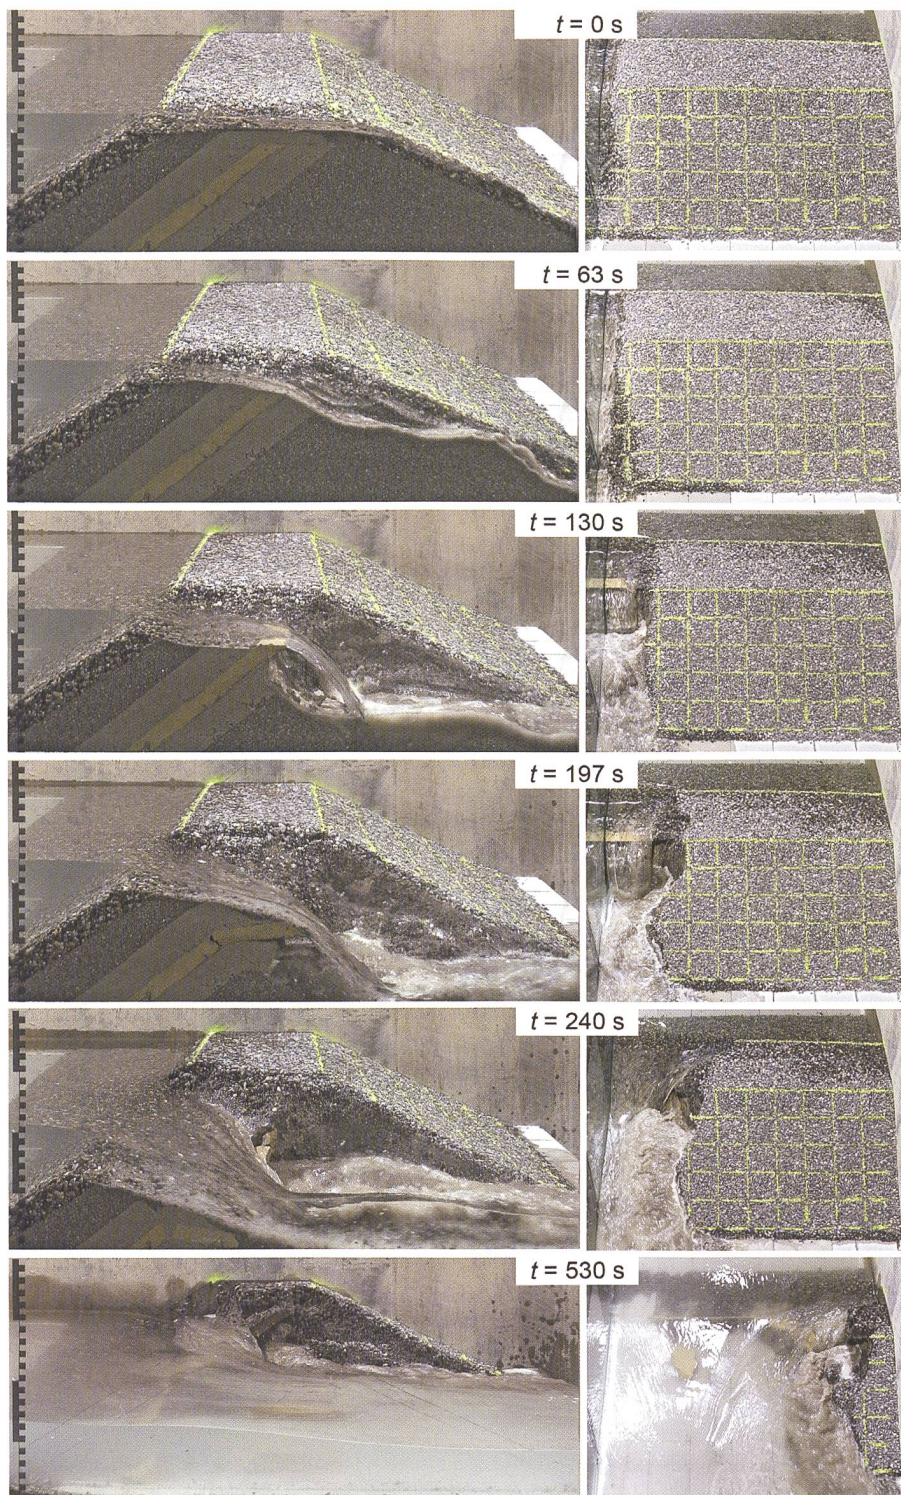 t = 0 s
t = 63 s
t = 130 s
t = 197 s
t = 240 s
t = 530 s